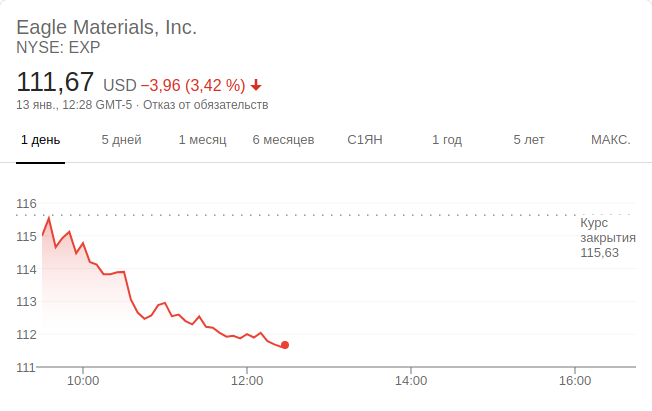 Eagle Materials, Inc.
NYSE: EXP
111,67 USD −3,96 (3,42 %)
13 янв., 12:28 GMT-5 · Отказ от обязательств
1 день 5 дней 1 месяц 6 месяцев С1ЯН 1 год 5 лет МАКС.
116
Курс
115
закрытия
115,63
114
113
112
111
10:00 12:00 14:00 16:00